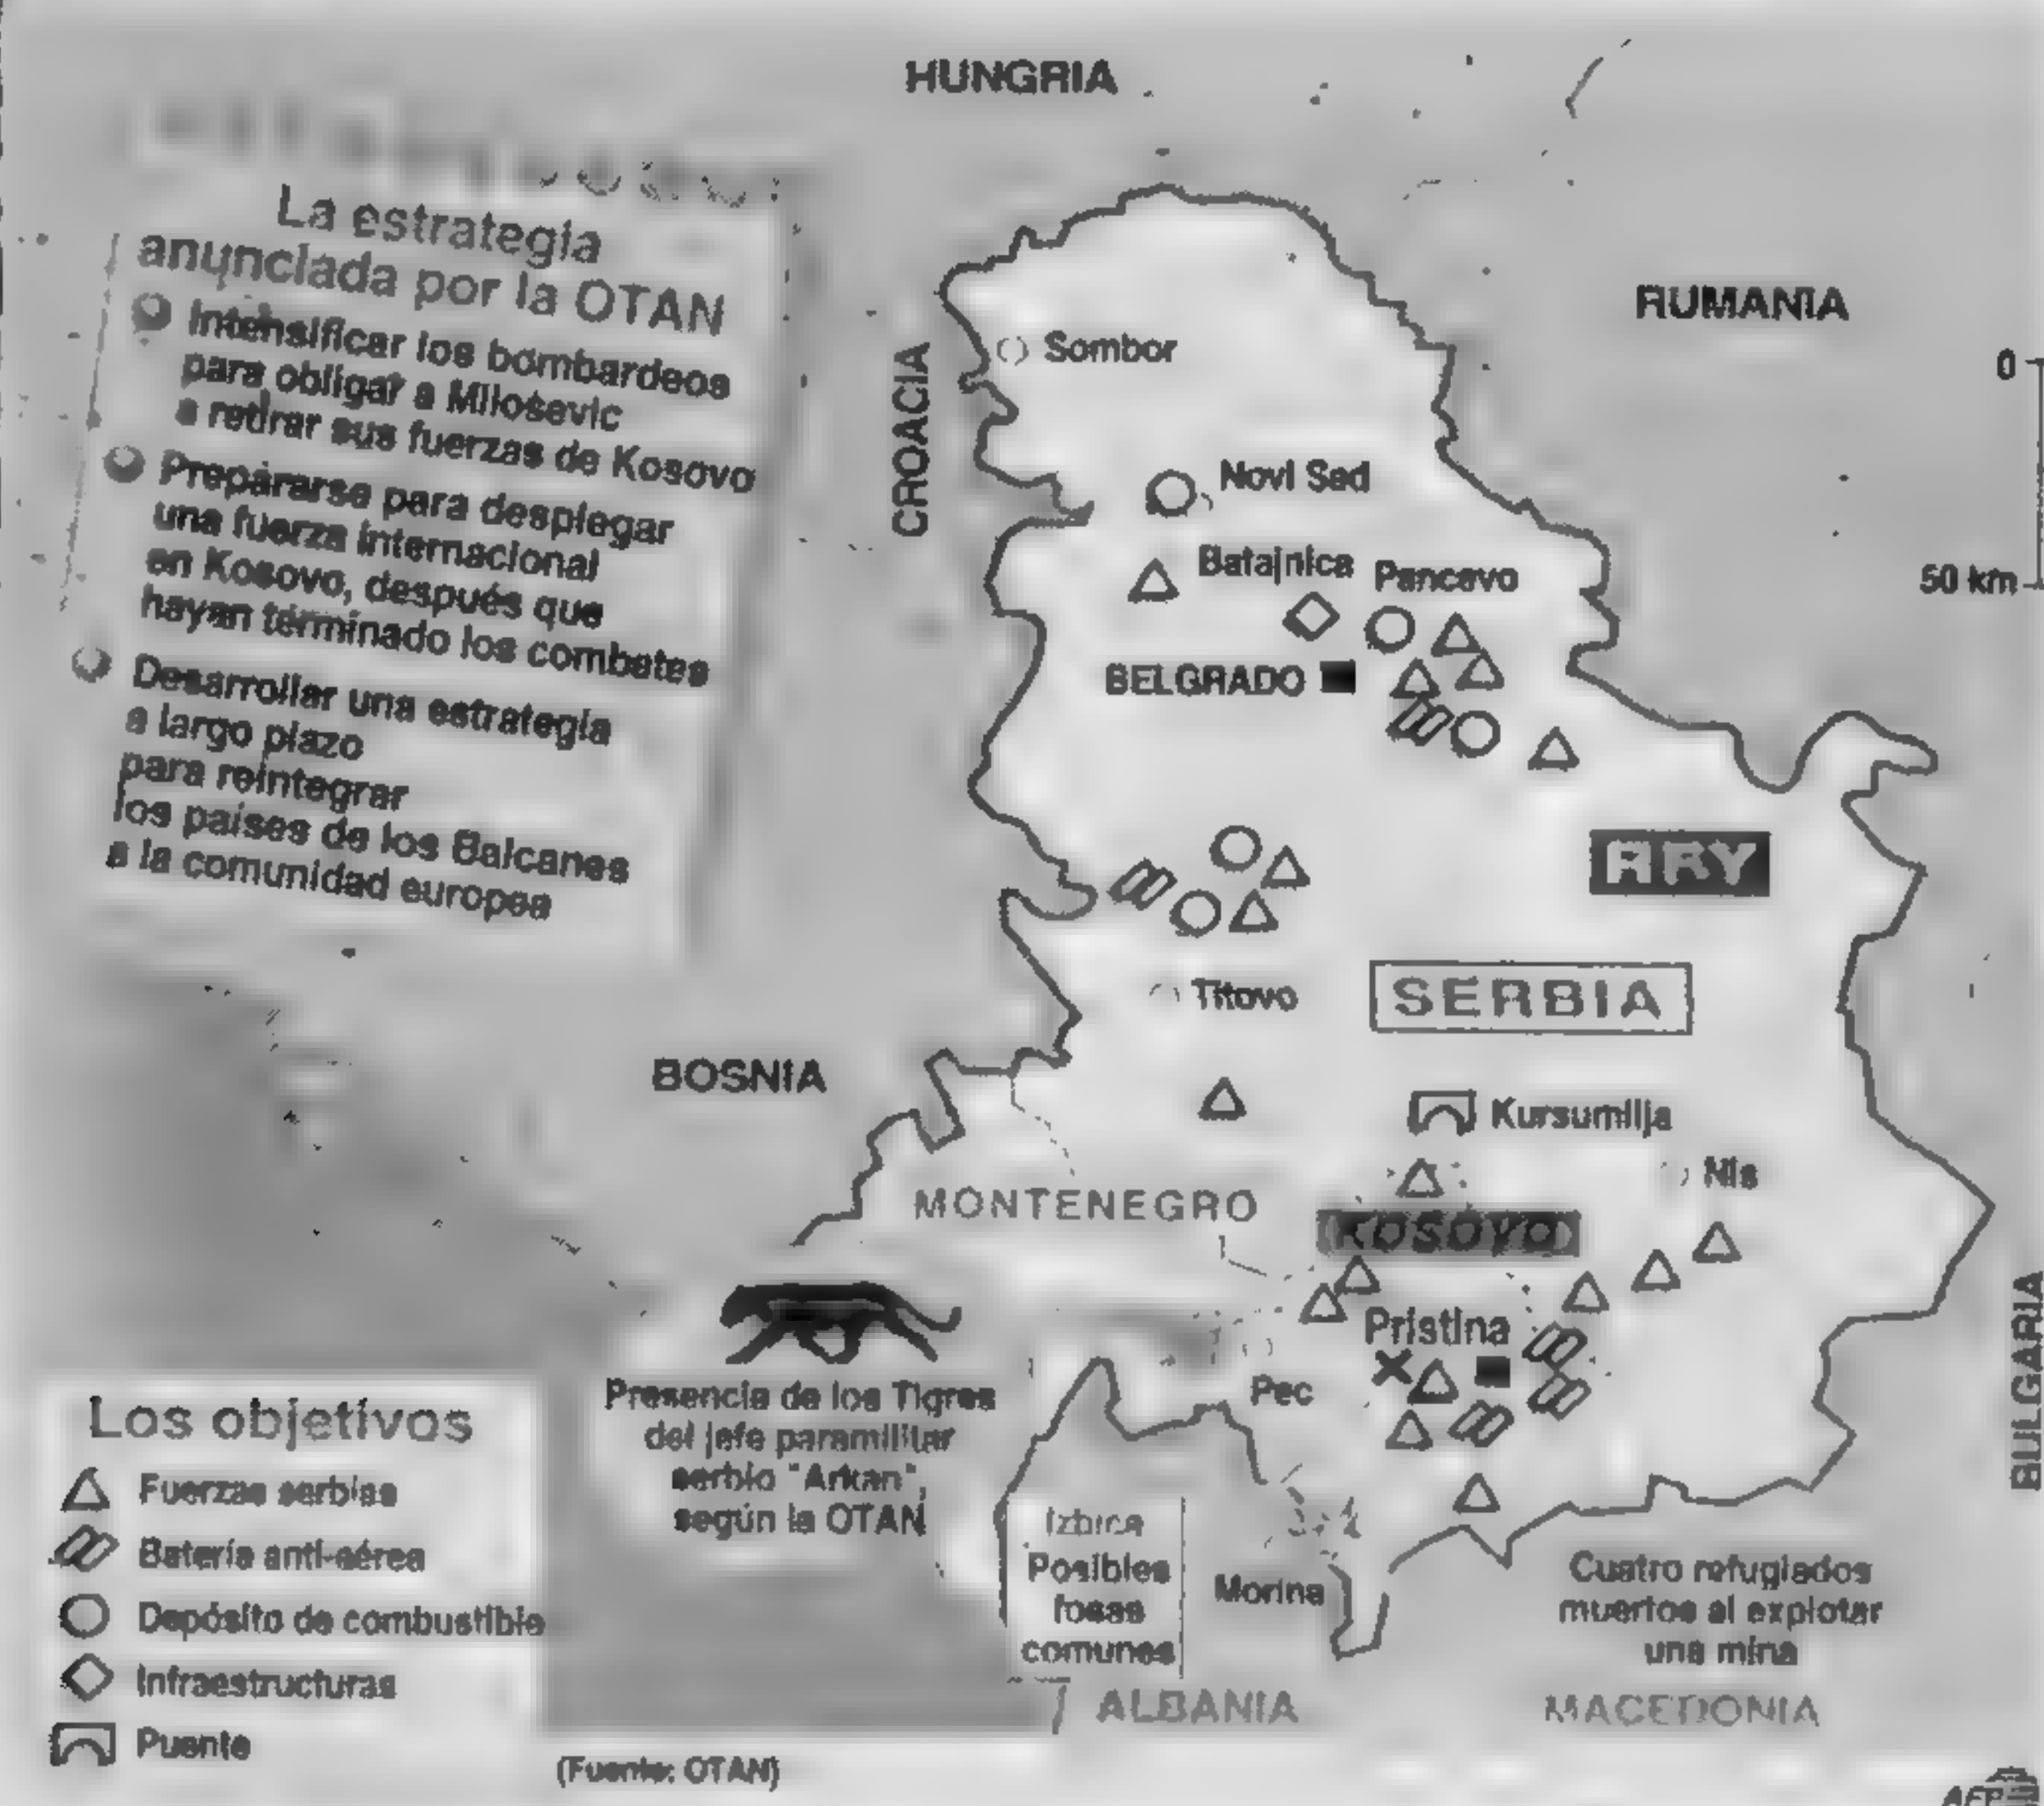 HUNGRIA
La estrategia
anunciada por la OTAN
Intensificar los bombardeos
para obligar a Milosevic
a retirar sus fuerzas de Kosovo
Prepararse para desplegar
una fuerza internacional
en Kosovo, después que
hayan terminado los combates
Desarrollar una estrategia
a largo plazo
para reintegrar
los países de los Balcanes
a la comunidad europea
RUMANIA
CROACIA
Sombor
0
50 km
Novi Sad
Batajnica
Pancevo
BELGRADO
RFY
SERBIA
Titovo
BOSNIA
Kursumilja
Nis
MONTENEGRO
KOSOVO
Pristina
Pec
BULGARIA
Presencia de los Tigres
del jefe paramilitar
serbio "Arkan",
según la OTAN
Izbica
Posibles
fosas
comunes
Morina
Cuatro refugiados
muertos al explotar
una mina
ALBANIA
MACEDONIA
Los objetivos
Fuerzas serbias
Batería anti-aérea
Depósito de combustible
Infraestructuras
Puente
(Fuente: OTAN)
AFP